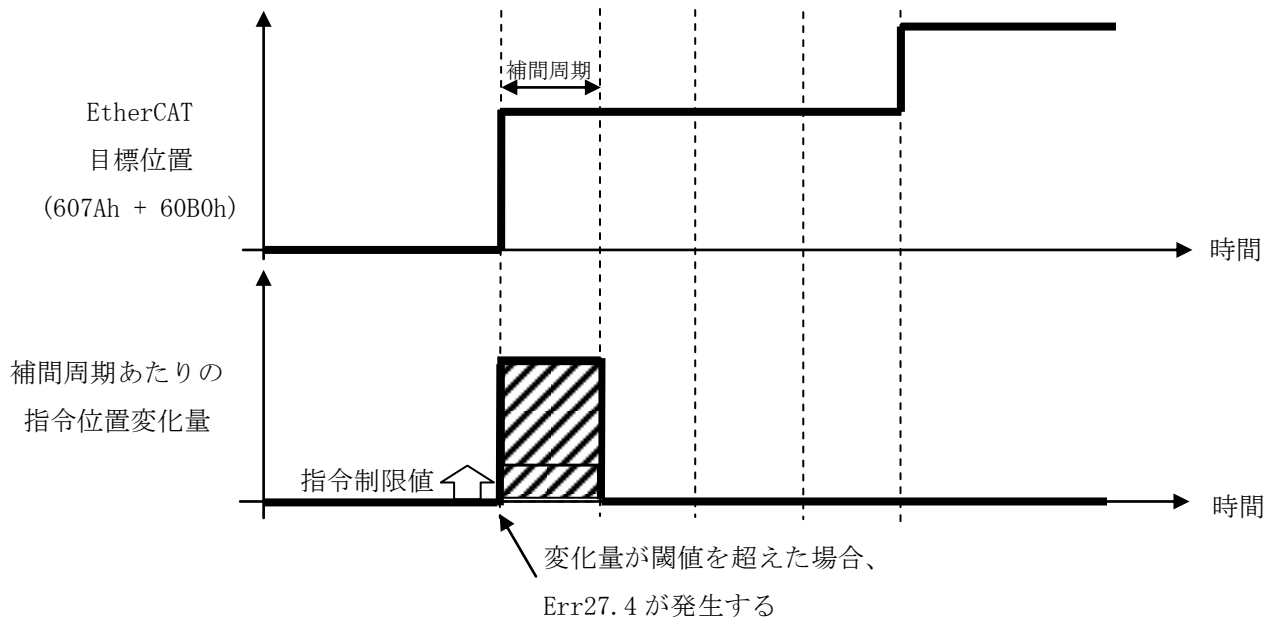 補間周期
EtherCAT
目標位置
(607Ah + 60B0h)
時間
補間周期あたりの
指令位置変化量
指令制限値
時間
変化量が閾値を超えた場合、
Err27.4 が発生する